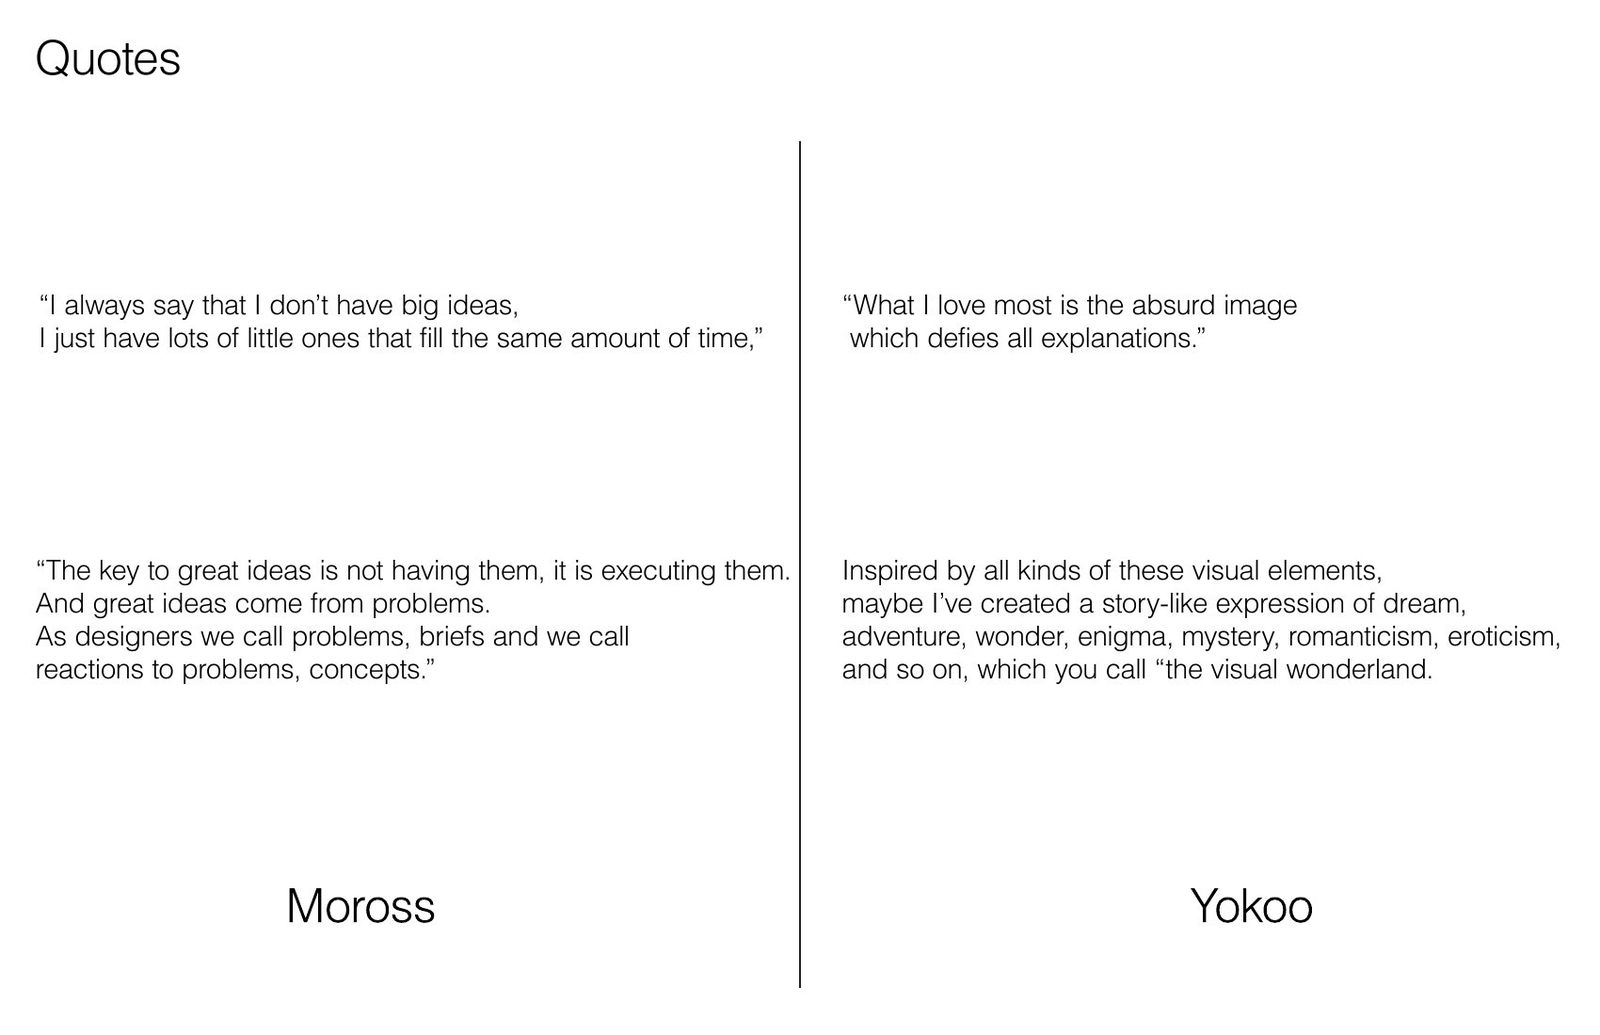 Quotes
“I always say that I don’t have big ideas,
I just have lots of little ones that fill the same amount of time,”
“The key to great ideas is not having them, it is executing them.
And great ideas come from problems.
As designers we call problems, briefs and we call
reactions to problems, concepts.”
Moross
“What I love most is the absurd image
which defies all explanations.”
Inspired by all kinds of these visual elements,
maybe I’ve created a story-like expression of dream,
adventure, wonder, enigma, mystery, romanticism, eroticism,
and so on, which you call “the visual wonderland.
Yokoo